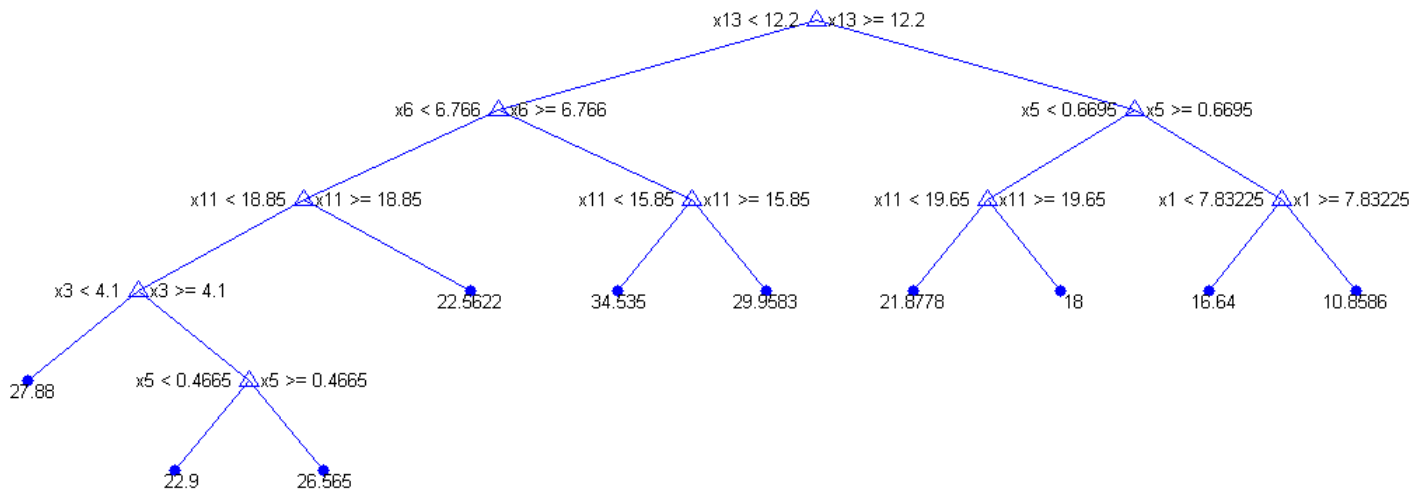 x13 < 12.2 x13 >= 12.2
x6 < 6.766 x6 >= 6.766
x5 < 0.6695 x5 >= 0.6695
x11 < 18.85 x11 >= 18.85
x11 < 15.85 x11 >= 15.85
x11 < 19.65 x11 >= 19.65
x1 < 7.83225 x1 >= 7.83225
x3 < 4.1 x3 >= 4.1
22.5622
34.535
29.9583
21.8778
18
16.64
10.8586
27.88
x5 < 0.4665 x5 >= 0.4665
22.9
26.565